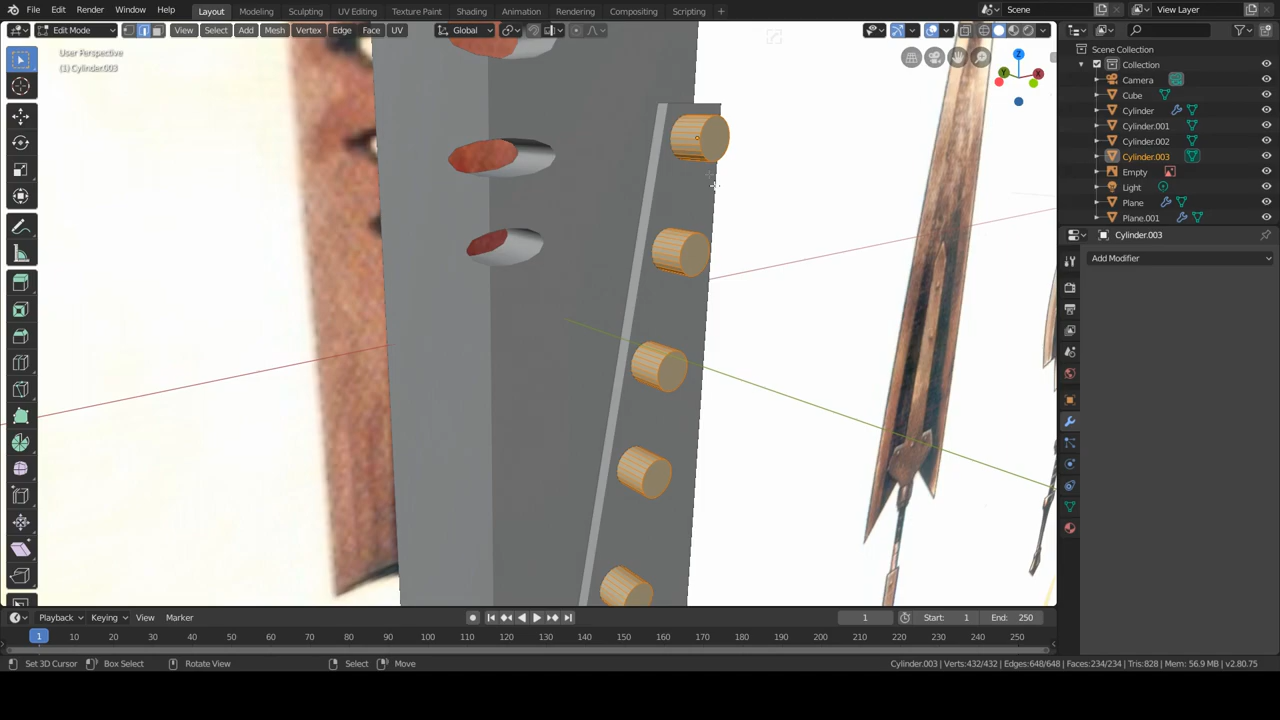 File Edit Render Window Help Layout Modeling Sculpting UV Editing Texture Paint Shading Animation Rendering Compositing Scripting + Scene View Layer
Edit Mode View Select Add Mesh Vertex Edge Face UV Global
User Perspective
(1) Cylinder.003
Z
Y
X
Scene Collection
Collection
Camera
Cube
Cylinder
Cylinder.001
Cylinder.002
Cylinder.003
Empty
Light
Plane
Plane.001
Cylinder.003
Add Modifier
Playback Keying View Marker 1 Start: 1 End: 250
1 10 20 30 40 50 60 70 80 90 100 110 120 130 140 150 160 170 180 190 200 210 220 230 240 250
Set 3D Cursor Box Select Rotate View Select Move Cylinder.003 | Verts:432/432 | Edges:648/648 | Faces:234/234 | Tris:828 | Mem: 56.9 MB | v2.80.75